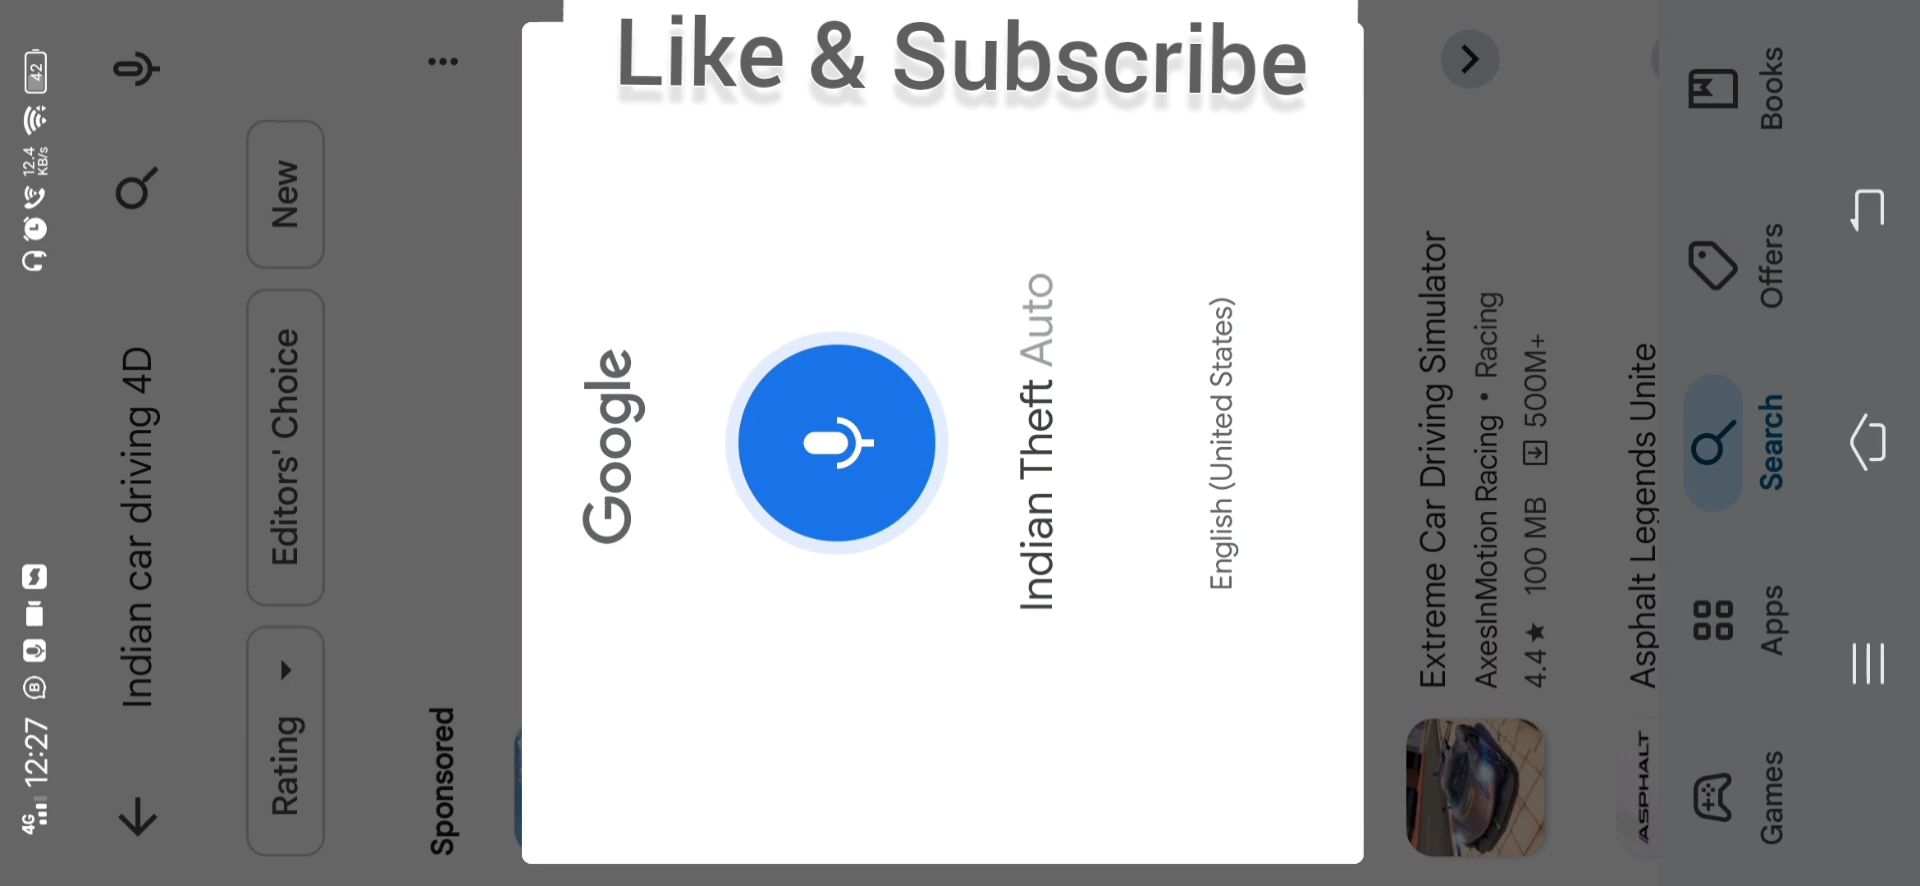 Like & Subscribe
4G 12:27
12.4
KB/s
42
Indian car driving 4D
Rating
Editors' Choice
New
Sponsored
Google
Indian Theft Auto
English (United States)
Extreme Car Driving Simulator
AxesInMotion Racing • Racing
4.4★ 100 MB 500M+
Asphalt Legends Unite
ASPHALT
Games
Apps
Search
Offers
Books